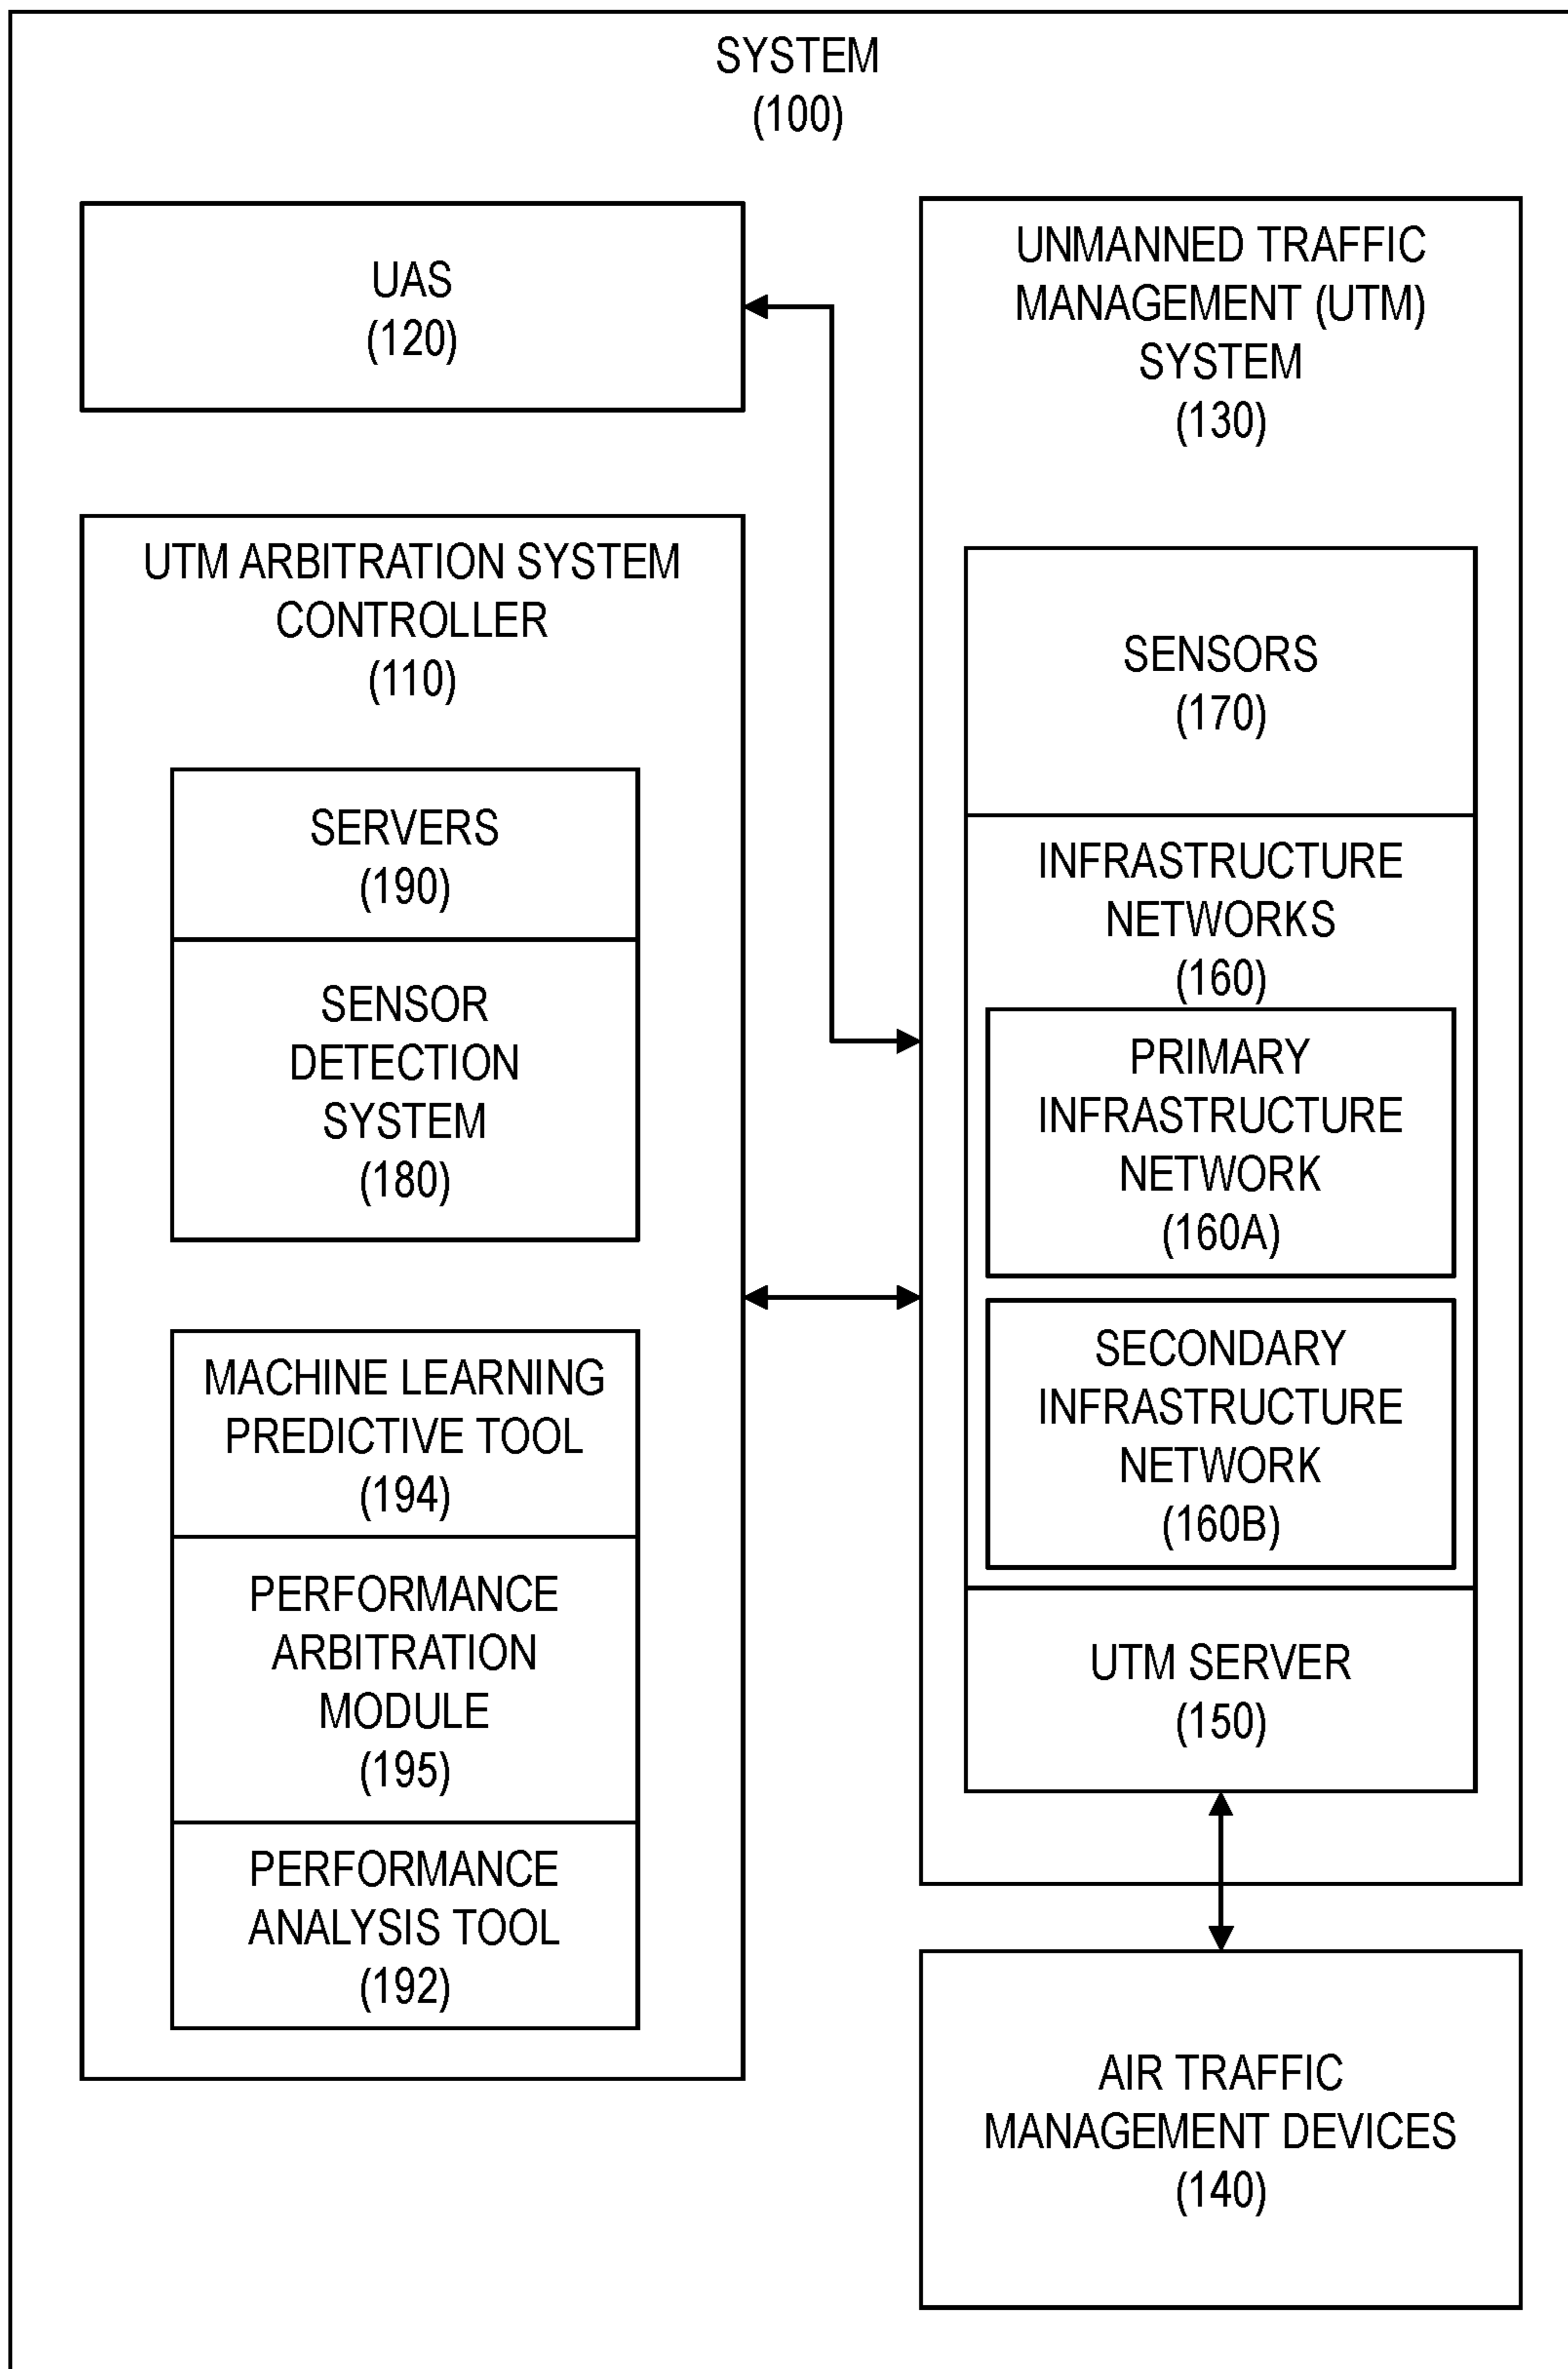 SYSTEM
(100)
UAS
(120)
UTM ARBITRATION SYSTEM
CONTROLLER
(110)
SERVERS
(190)
SENSOR
DETECTION
SYSTEM
(180)
MACHINE LEARNING
PREDICTIVE TOOL
(194)
PERFORMANCE
ARBITRATION
MODULE
(195)
PERFORMANCE
ANALYSIS TOOL
(192)
UNMANNED TRAFFIC
MANAGEMENT (UTM)
SYSTEM
(130)
SENSORS
(170)
INFRASTRUCTURE
NETWORKS
(160)
PRIMARY
INFRASTRUCTURE
NETWORK
(160A)
SECONDARY
INFRASTRUCTURE
NETWORK
(160B)
UTM SERVER
(150)
AIR TRAFFIC
MANAGEMENT DEVICES
(140)